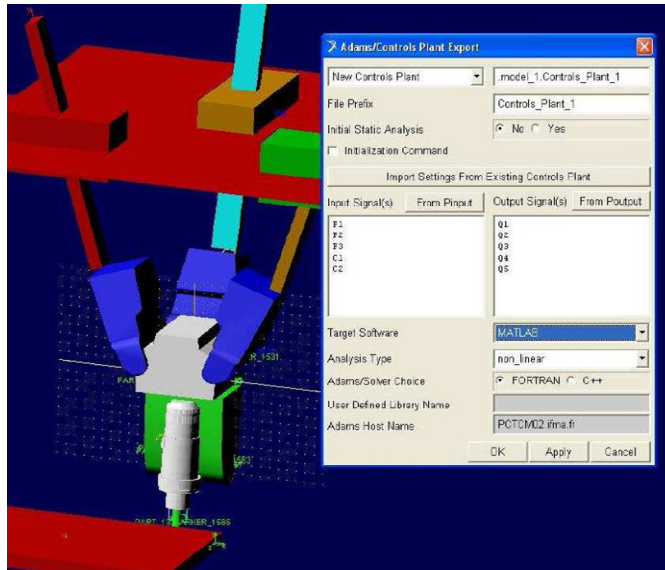 Adams/Controls Plant Export
New Controls Plant .model_1.Controls_Plant_1
File Prefix Controls_Plant_1
Initial Static Analysis No Yes
Initialization Command
Import Settings From Existing Controls Plant
Input Signal(s) From Pinput Output Signal(s) From Poutput
F1 Q1
F2 Q2
F3 Q3
C1 Q4
C2 Q5
Target Software MATLAB
Analysis Type non_linear
Adams/Solver Choice FORTRAN C++
User Defined Library Name
Adams Host Name PCTCM02.ifma.fr
OK Apply Cancel